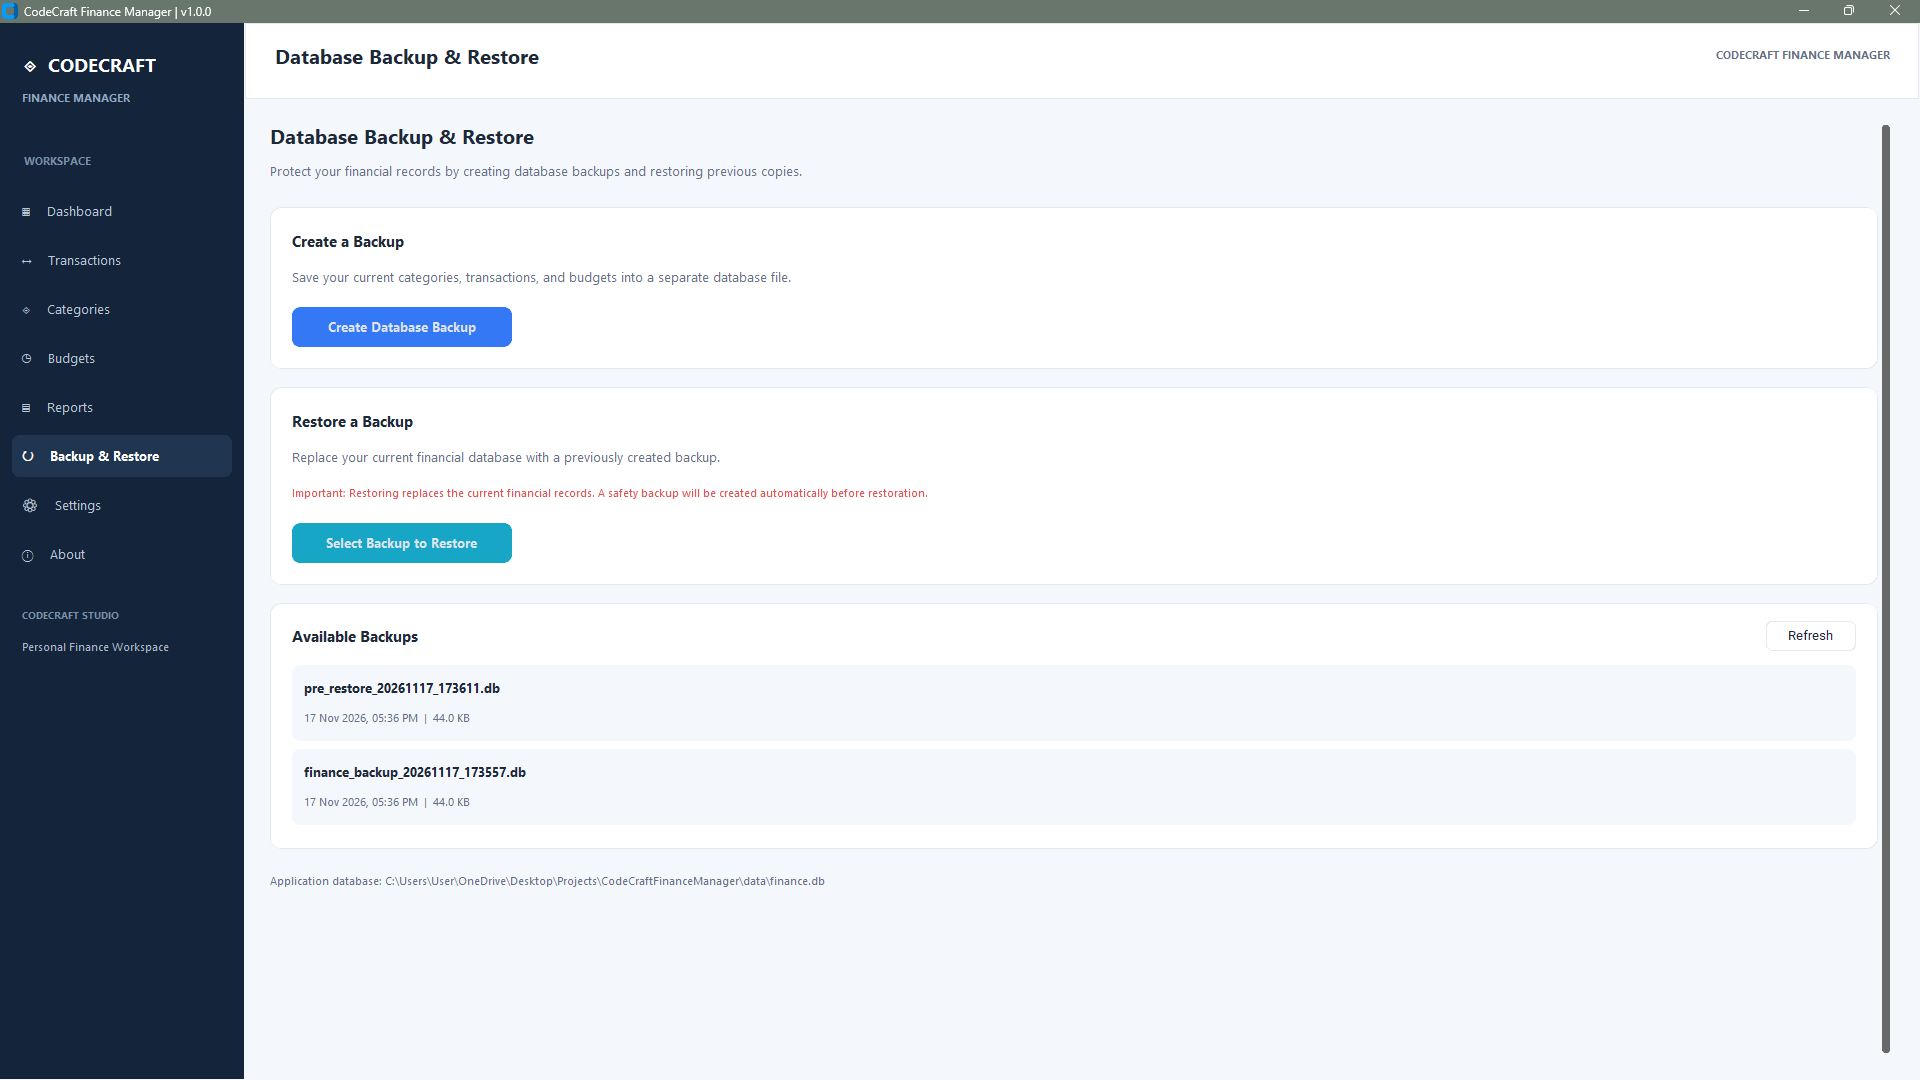 CodeCraft Finance Manager | v1.0.0
CODECRAFT
FINANCE MANAGER
WORKSPACE
Dashboard
Transactions
Categories
Budgets
Reports
Backup & Restore
Settings
About
CODECRAFT STUDIO
Personal Finance Workspace
Database Backup & Restore
CODECRAFT FINANCE MANAGER
Database Backup & Restore
Protect your financial records by creating database backups and restoring previous copies.
Create a Backup
Save your current categories, transactions, and budgets into a separate database file.
Create Database Backup
Restore a Backup
Replace your current financial database with a previously created backup.
Important: Restoring replaces the current financial records. A safety backup will be created automatically before restoration.
Select Backup to Restore
Available Backups
Refresh
pre_restore_20261117_173611.db
17 Nov 2026, 05:36 PM | 44.0 KB
finance_backup_20261117_173557.db
17 Nov 2026, 05:36 PM | 44.0 KB
Application database: C:\Users\User\OneDrive\Desktop\Projects\CodeCraftFinanceManager\data\finance.db